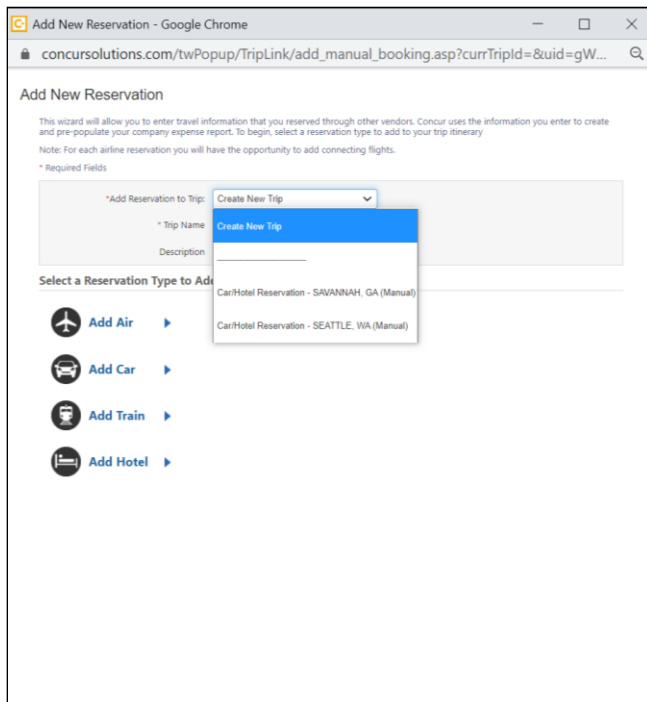 Add New Reservation - Google Chrome
concursolutions.com/twPopup/TripLink/add_manual_booking.asp?currTripId=&uid=gW...
Add New Reservation
This wizard will allow you to enter travel information that you reserved through other vendors. Concur uses the information you enter to create
and pre-populate your company expense report. To begin, select a reservation type to add to your trip itinerary
Note: For each airline reservation you will have the opportunity to add connecting flights.
* Required Fields
*Add Reservation to Trip: Create New Trip
* Trip Name
Create New Trip
Description
Select a Reservation Type to Ad
Car/Hotel Reservation - SAVANNAH, GA (Manual)
Car/Hotel Reservation - SEATTLE, WA (Manual)
Add Air
Add Car
Add Train
Add Hotel